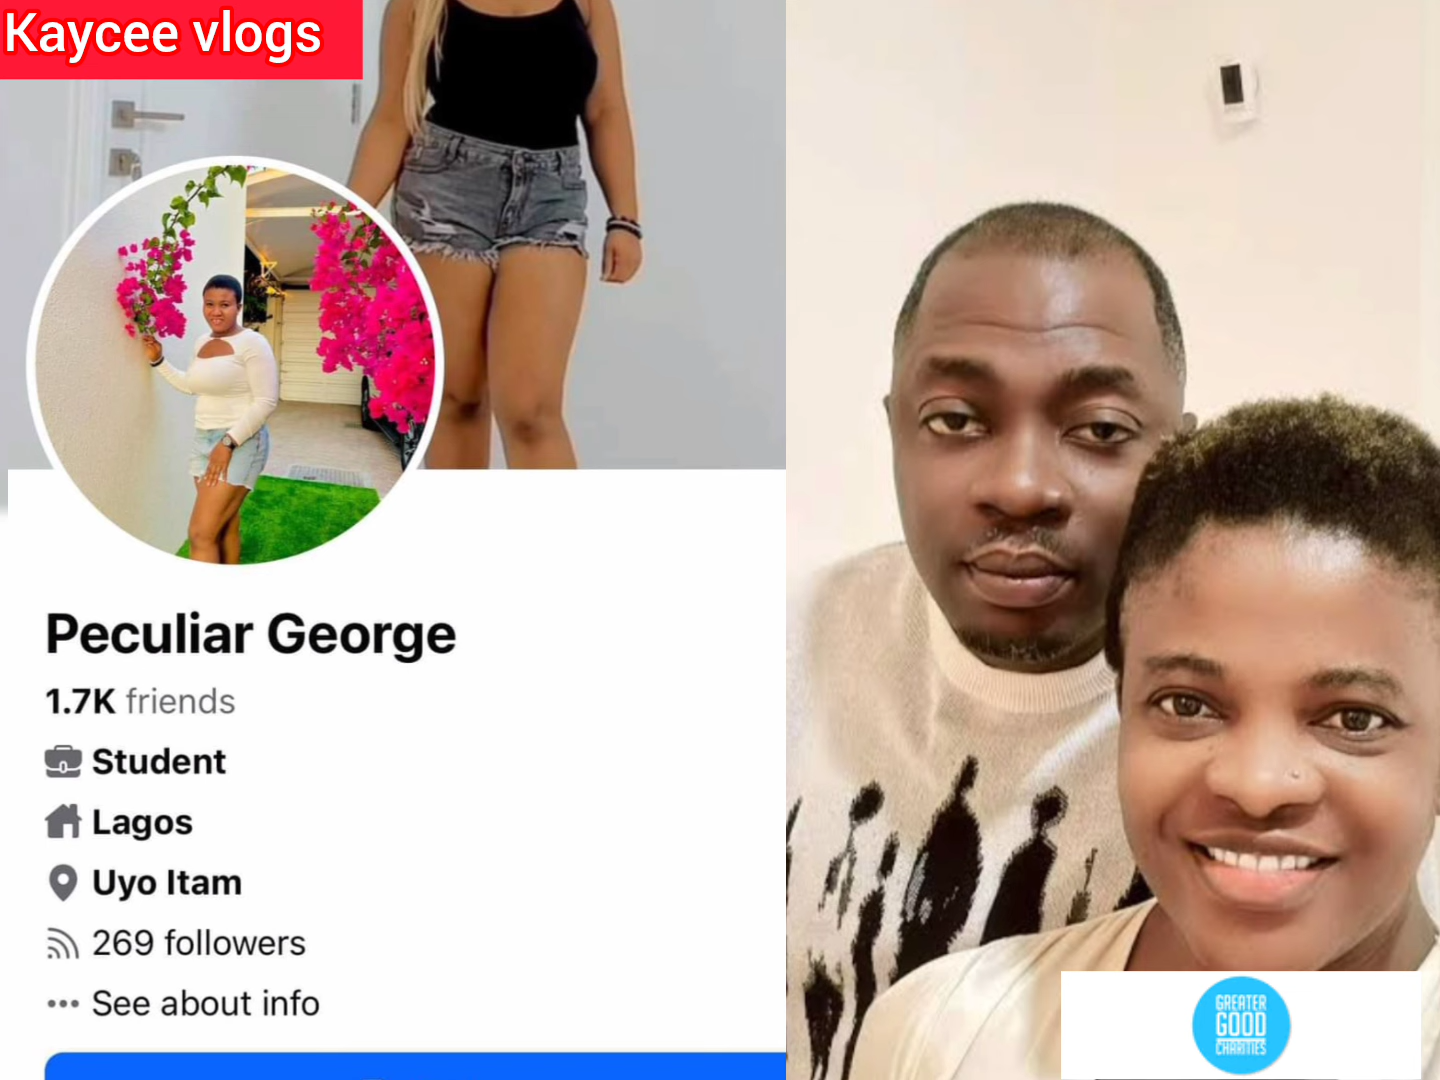 Kaycee vlogs
Peculiar George
1.7K friends
Student
Lagos
Uyo Itam
269 followers
See about info
GREATER
GOOD
CHARITIES